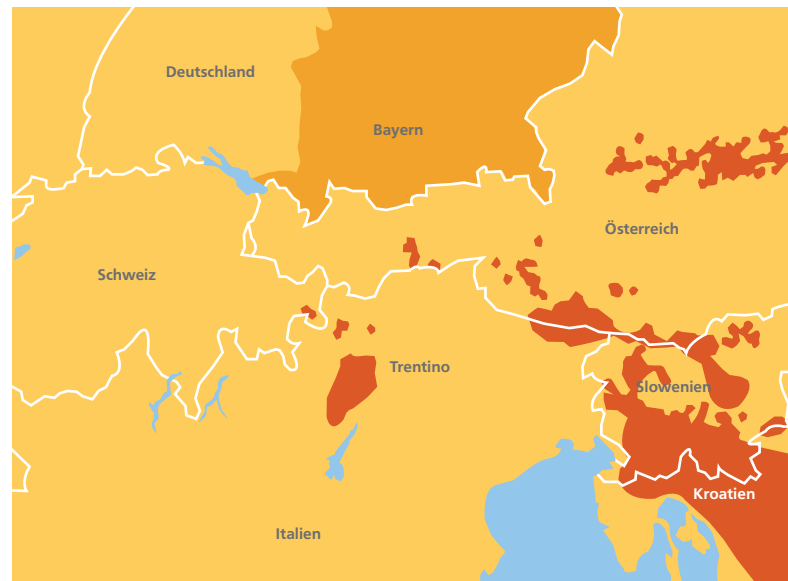 Deutschland
Bayern
Österreich
Schweiz
Trentino
Slowenien
Kroatien
Italien